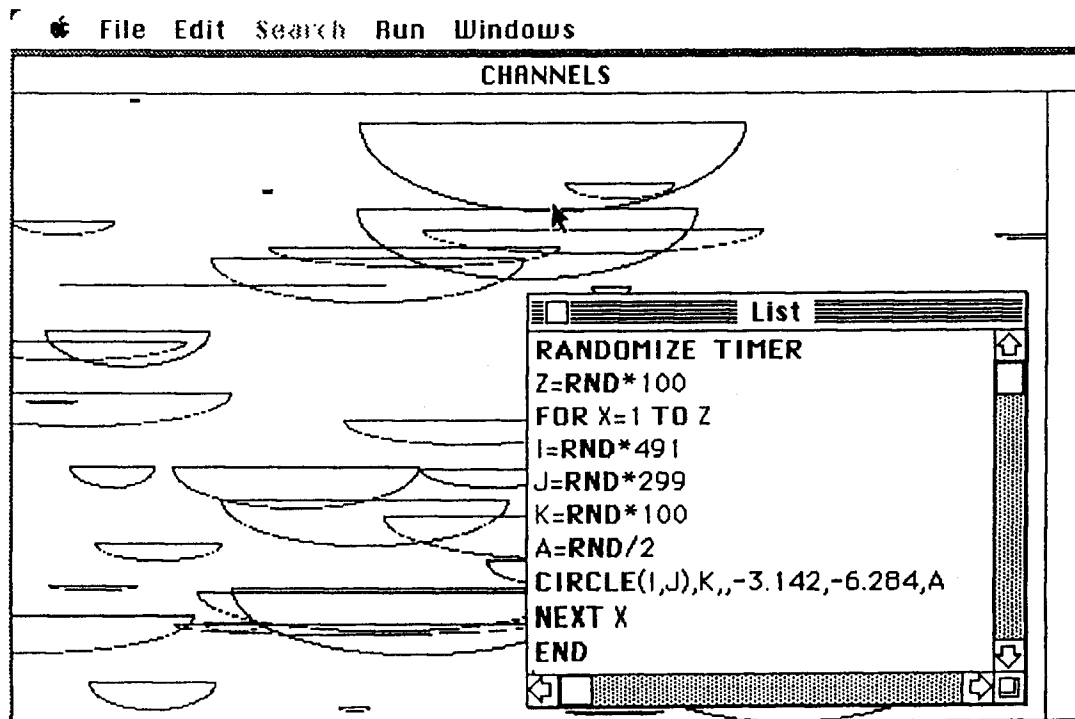 File Edit Search Run Windows
CHANNELS
List
RANDOMIZE TIMER
Z=RND*100
FOR X=1 TO Z
I=RND*491
J=RND*299
K=RND*100
A=RND/2
CIRCLE(I,J),K,,-3.142,-6.284,A
NEXT X
END